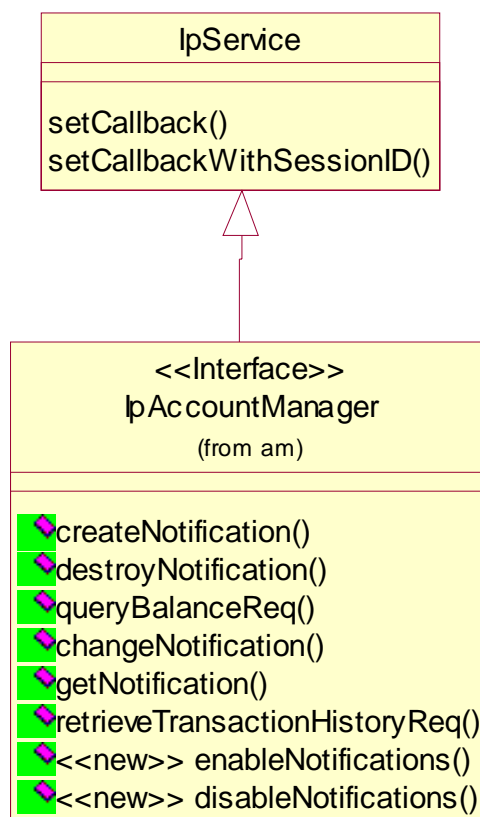 IpService
setCallback()
setCallbackWithSessionID()
<<Interface>>
IpAccountManager
(from am)
createNotification()
destroyNotification()
queryBalanceReq()
changeNotification()
getNotification()
retrieveTransactionHistoryReq()
<<new>> enableNotifications()
<<new>> disableNotifications()